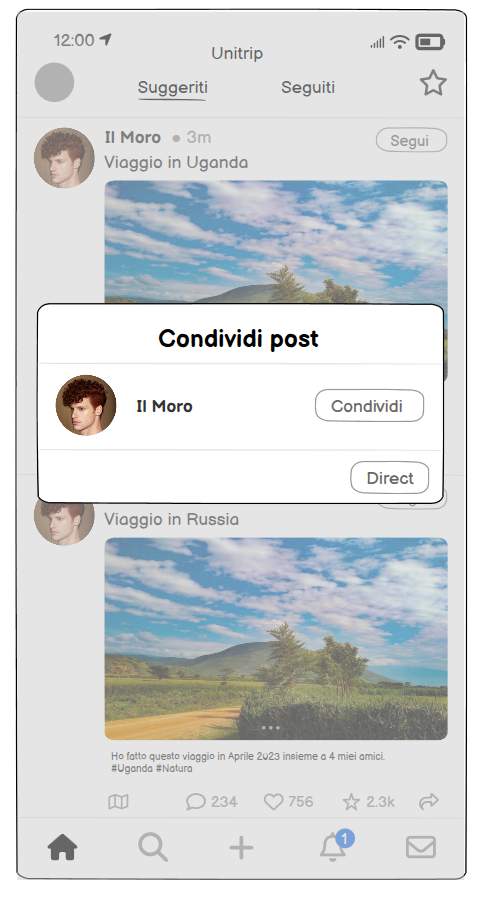 12:00
Unitrip
Suggeriti Seguiti
Il Moro • 3m Segui
Viaggio in Uganda
Condividi post
Il Moro Condividi
Direct
Viaggio in Russia
Ho fatto questo viaggio in Aprile 2023 insieme a 4 miei amici.
#Uganda #Natura
234 756 2.3k
1